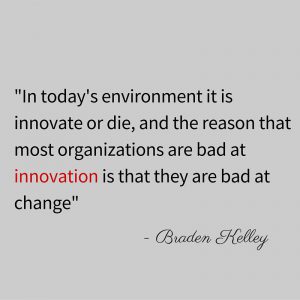 "In today's environment it is
innovate or die, and the reason that
most organizations are bad at
innovation is that they are bad at
change"
- Braden Kelley